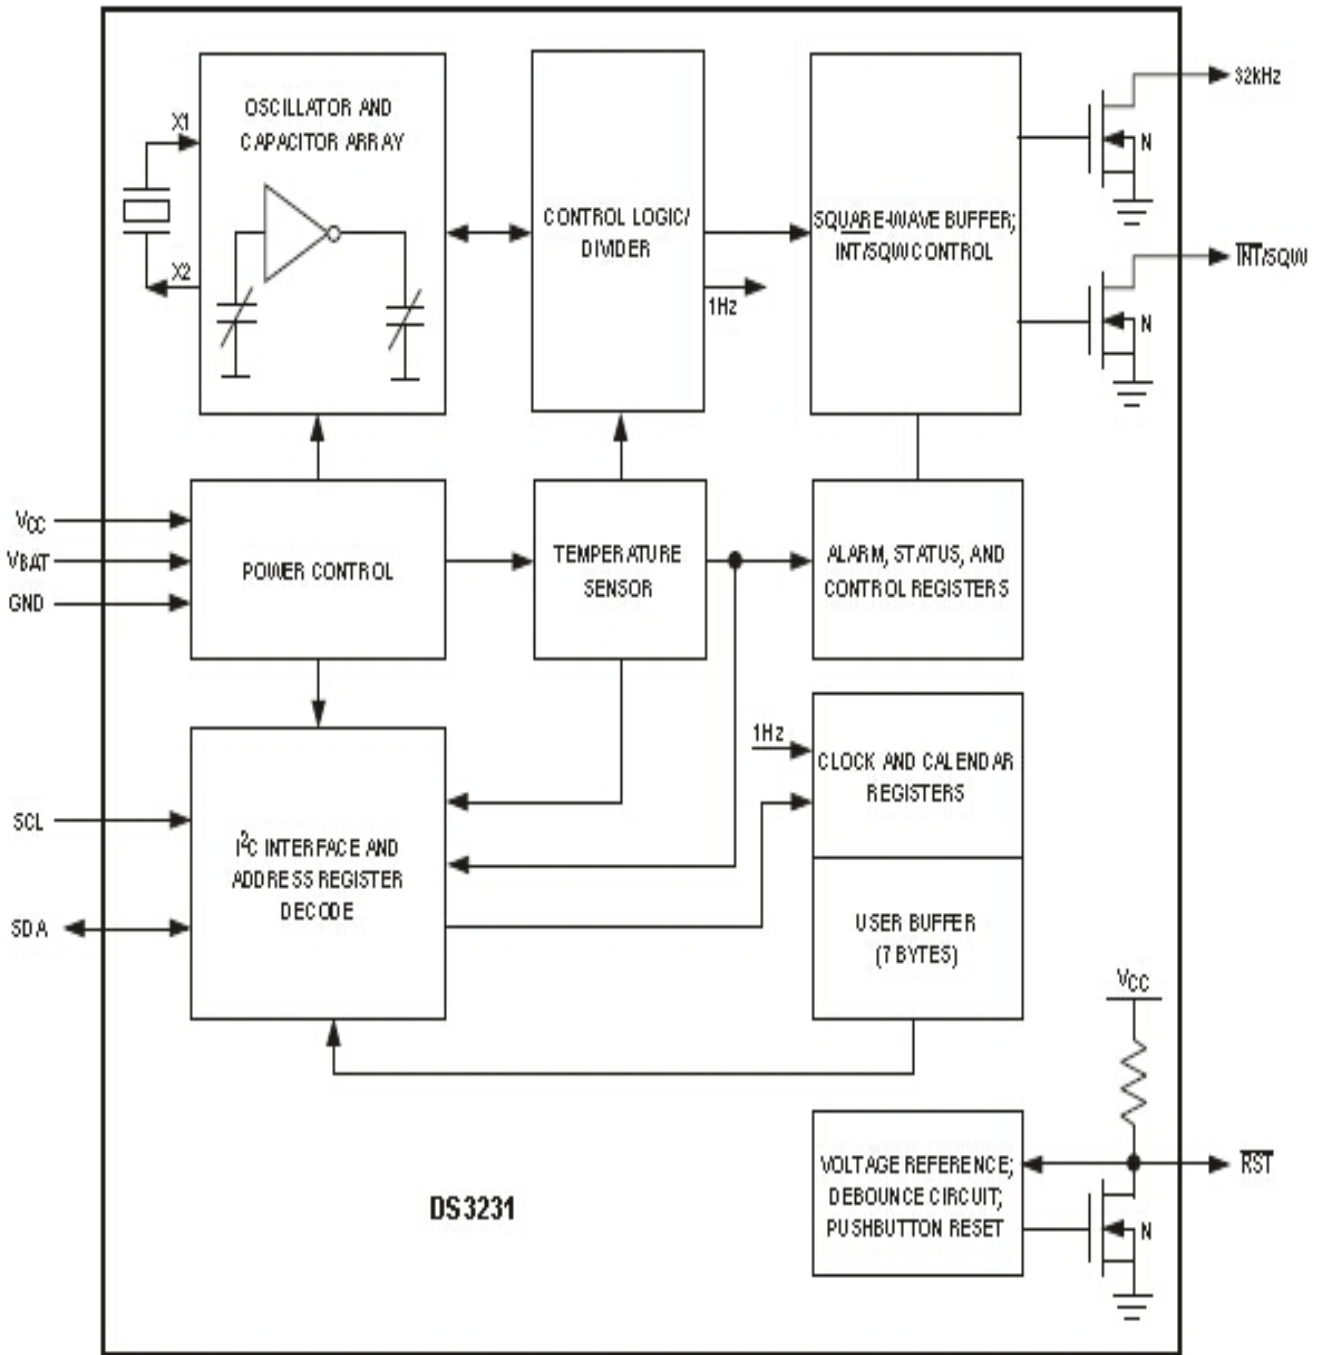 OSCILLATOR AND
CAPACITOR ARRAY
X1
X2
CONTROL LOGIC/
DIVIDER
1Hz
SQUARE-WAVE BUFFER;
INT/SQW CONTROL
N
32kHz
N
INT/SQW
VCC
VBAT
GND
POWER CONTROL
TEMPERATURE
SENSOR
ALARM, STATUS, AND
CONTROL REGISTERS
SCL
SDA
I2C INTERFACE AND
ADDRESS REGISTER
DECODE
1Hz
CLOCK AND CALENDAR
REGISTERS
USER BUFFER
(7 BYTES)
VCC
VOLTAGE REFERENCE;
DEBOUNCE CIRCUIT;
PUSHBUTTON RESET
N
RST
DS3231